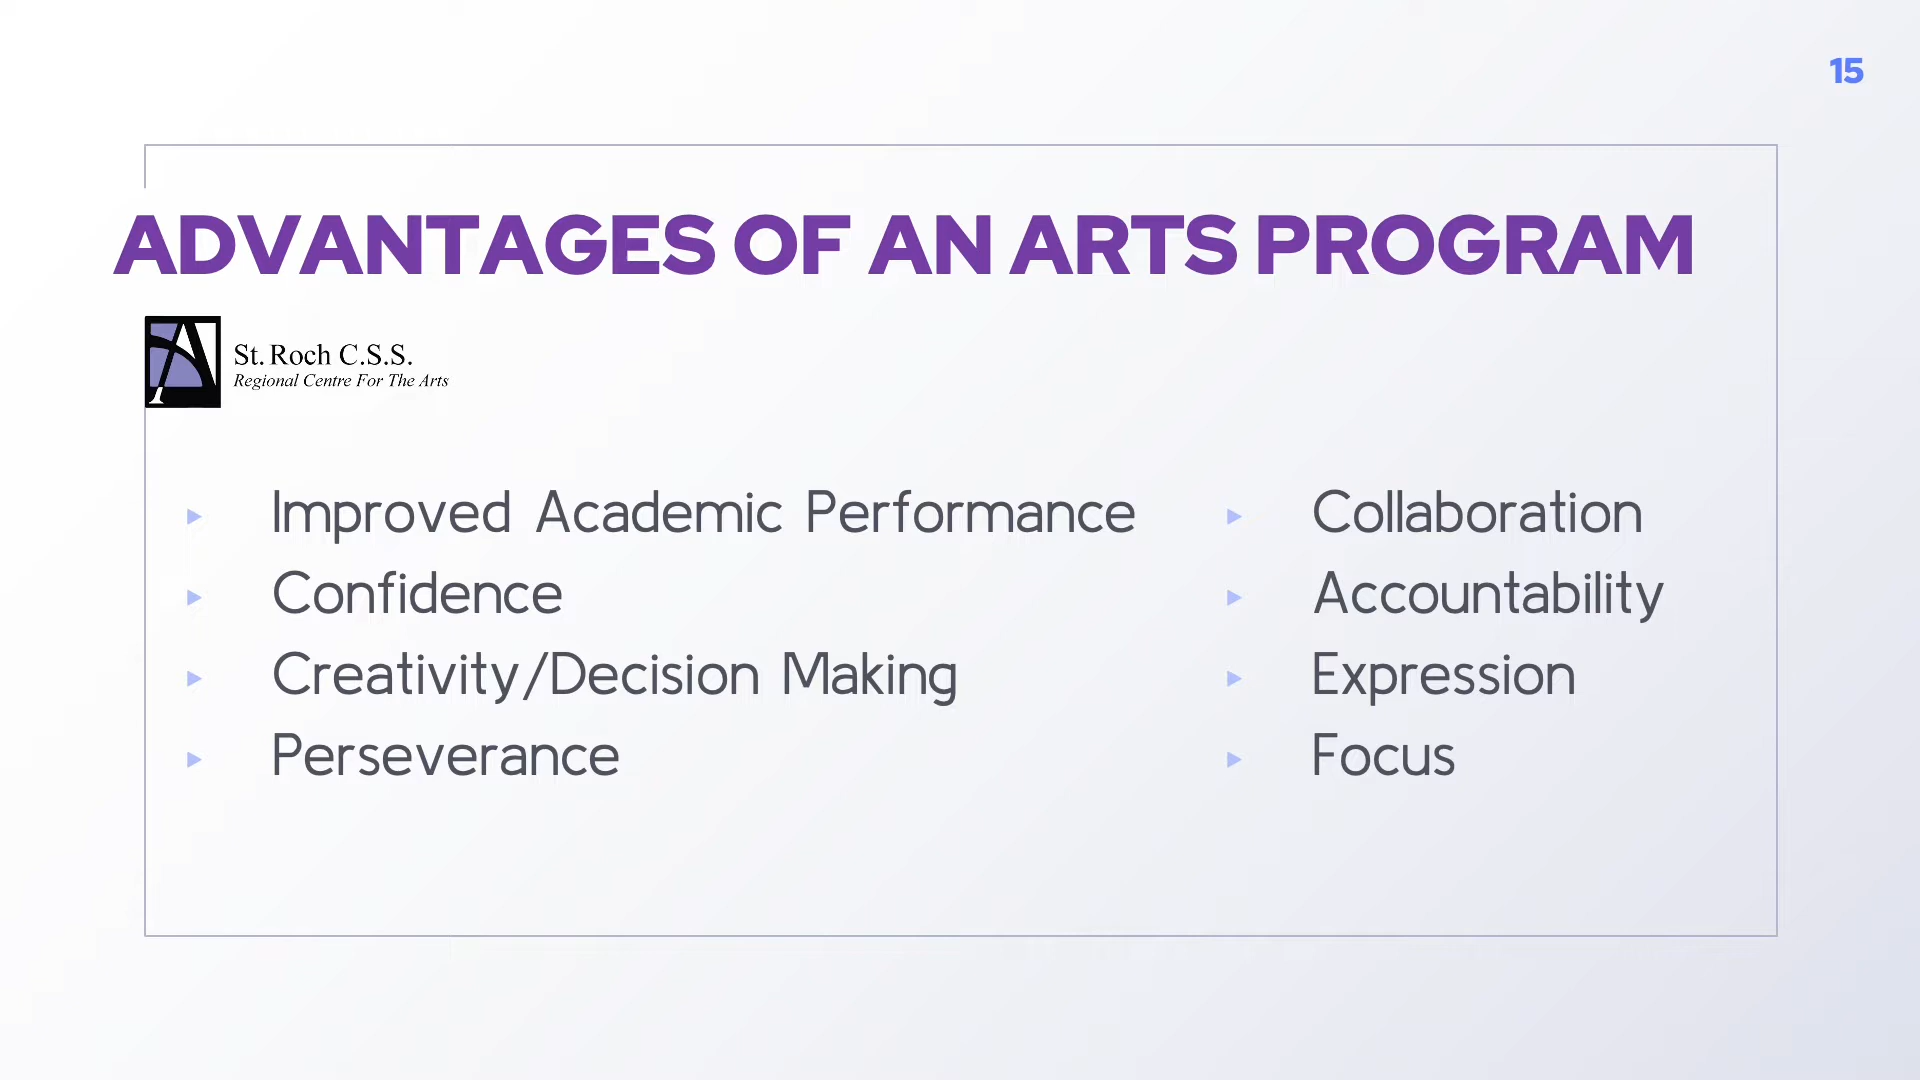 15
ADVANTAGES OF AN ARTS PROGRAM
St. Roch C.S.S.
Regional Centre For The Arts
Improved Academic Performance
Confidence
Creativity/Decision Making
Perseverance
Collaboration
Accountability
Expression
Focus